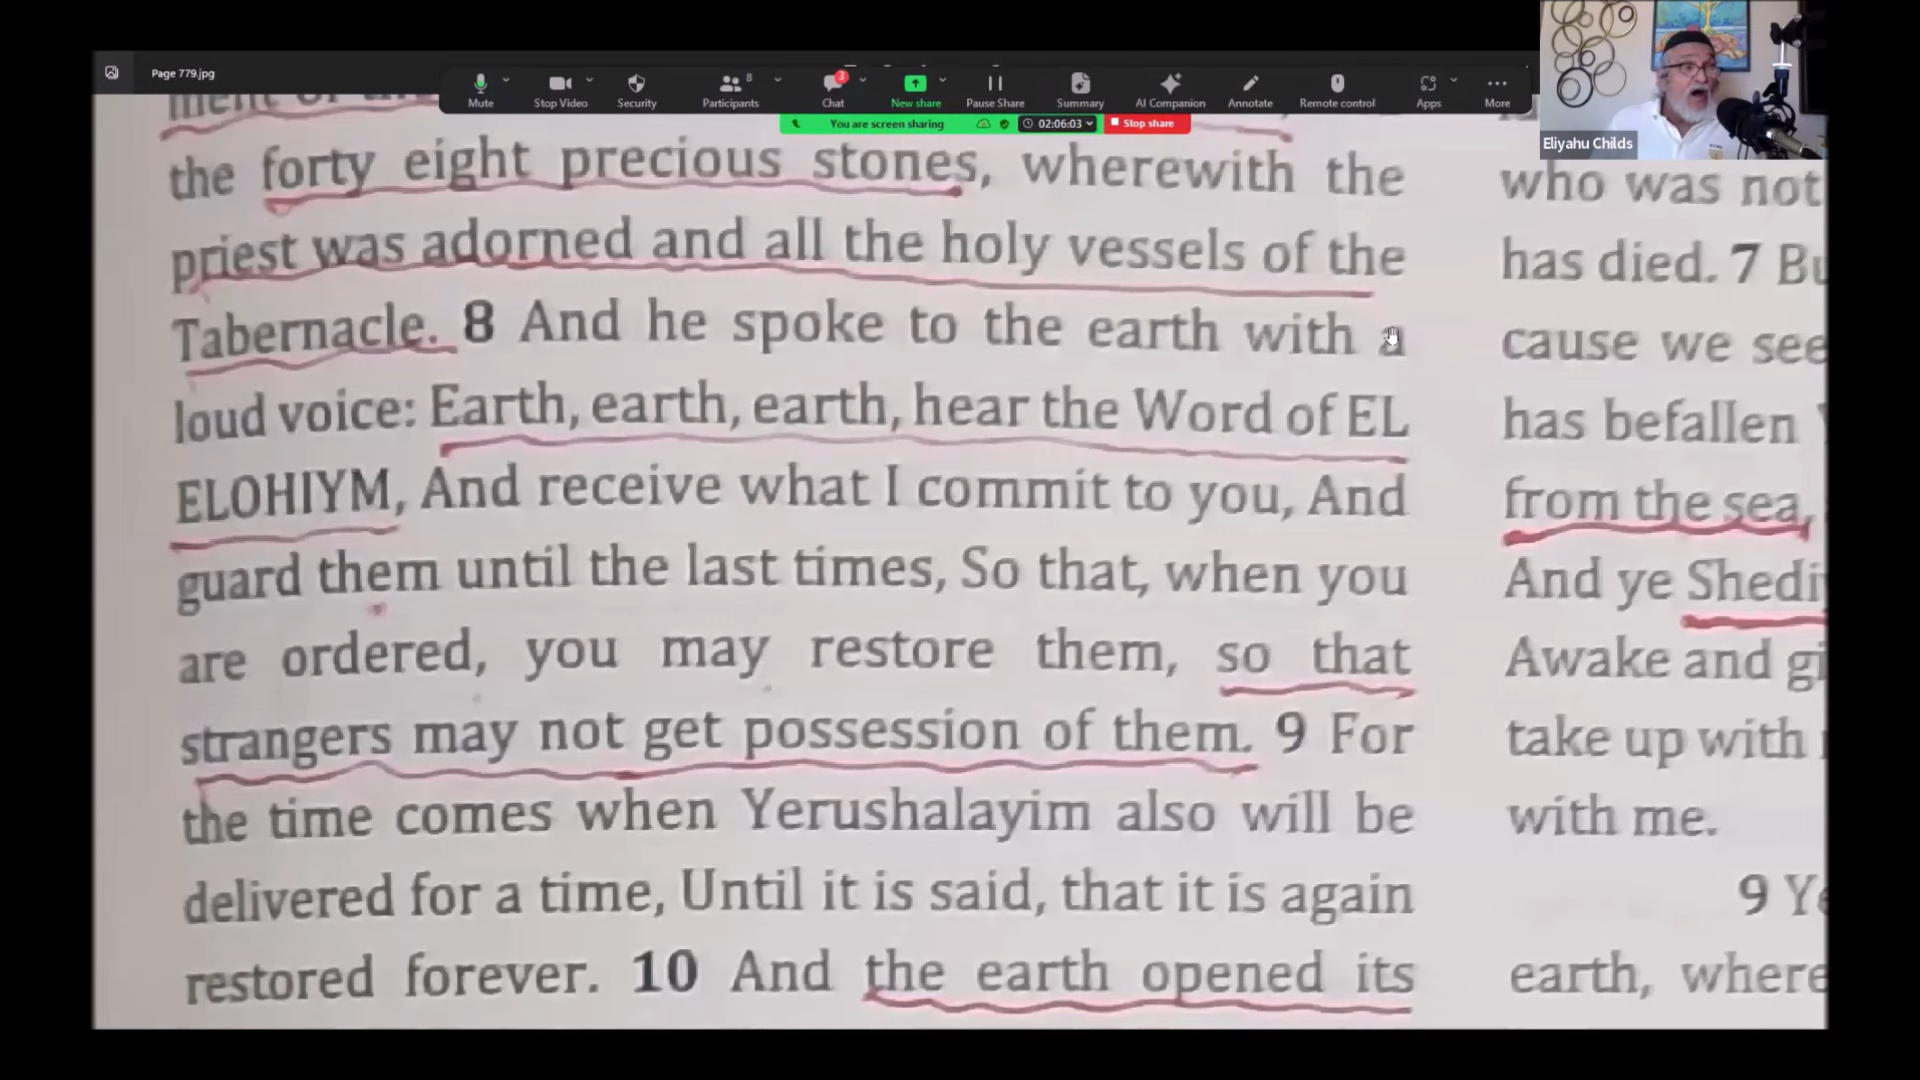 Page 779.jpg
Mute
Stop Video
Security
Participants
8
Chat
3
New share
Pause Share
Summary
AI Companion
Annotate
Remote control
Apps
More
You are screen sharing
02:06:03
Stop share
Eliyahu Childs
the forty eight precious stones, wherewith the
priest was adorned and all the holy vessels of the
Tabernacle. 8 And he spoke to the earth with a
loud voice: Earth, earth, earth, hear the Word of EL
ELOHIYM, And receive what I commit to you, And
guard them until the last times, So that, when you
are ordered, you may restore them, so that
strangers may not get possession of them. 9 For
the time comes when Yerushalayim also will be
delivered for a time, Until it is said, that it is again
restored forever. 10 And the earth opened its
who was not
has died. 7
cause we see
has befallen
from the sea,
And ye
Awake and
take up with
with me.
9
earth, where